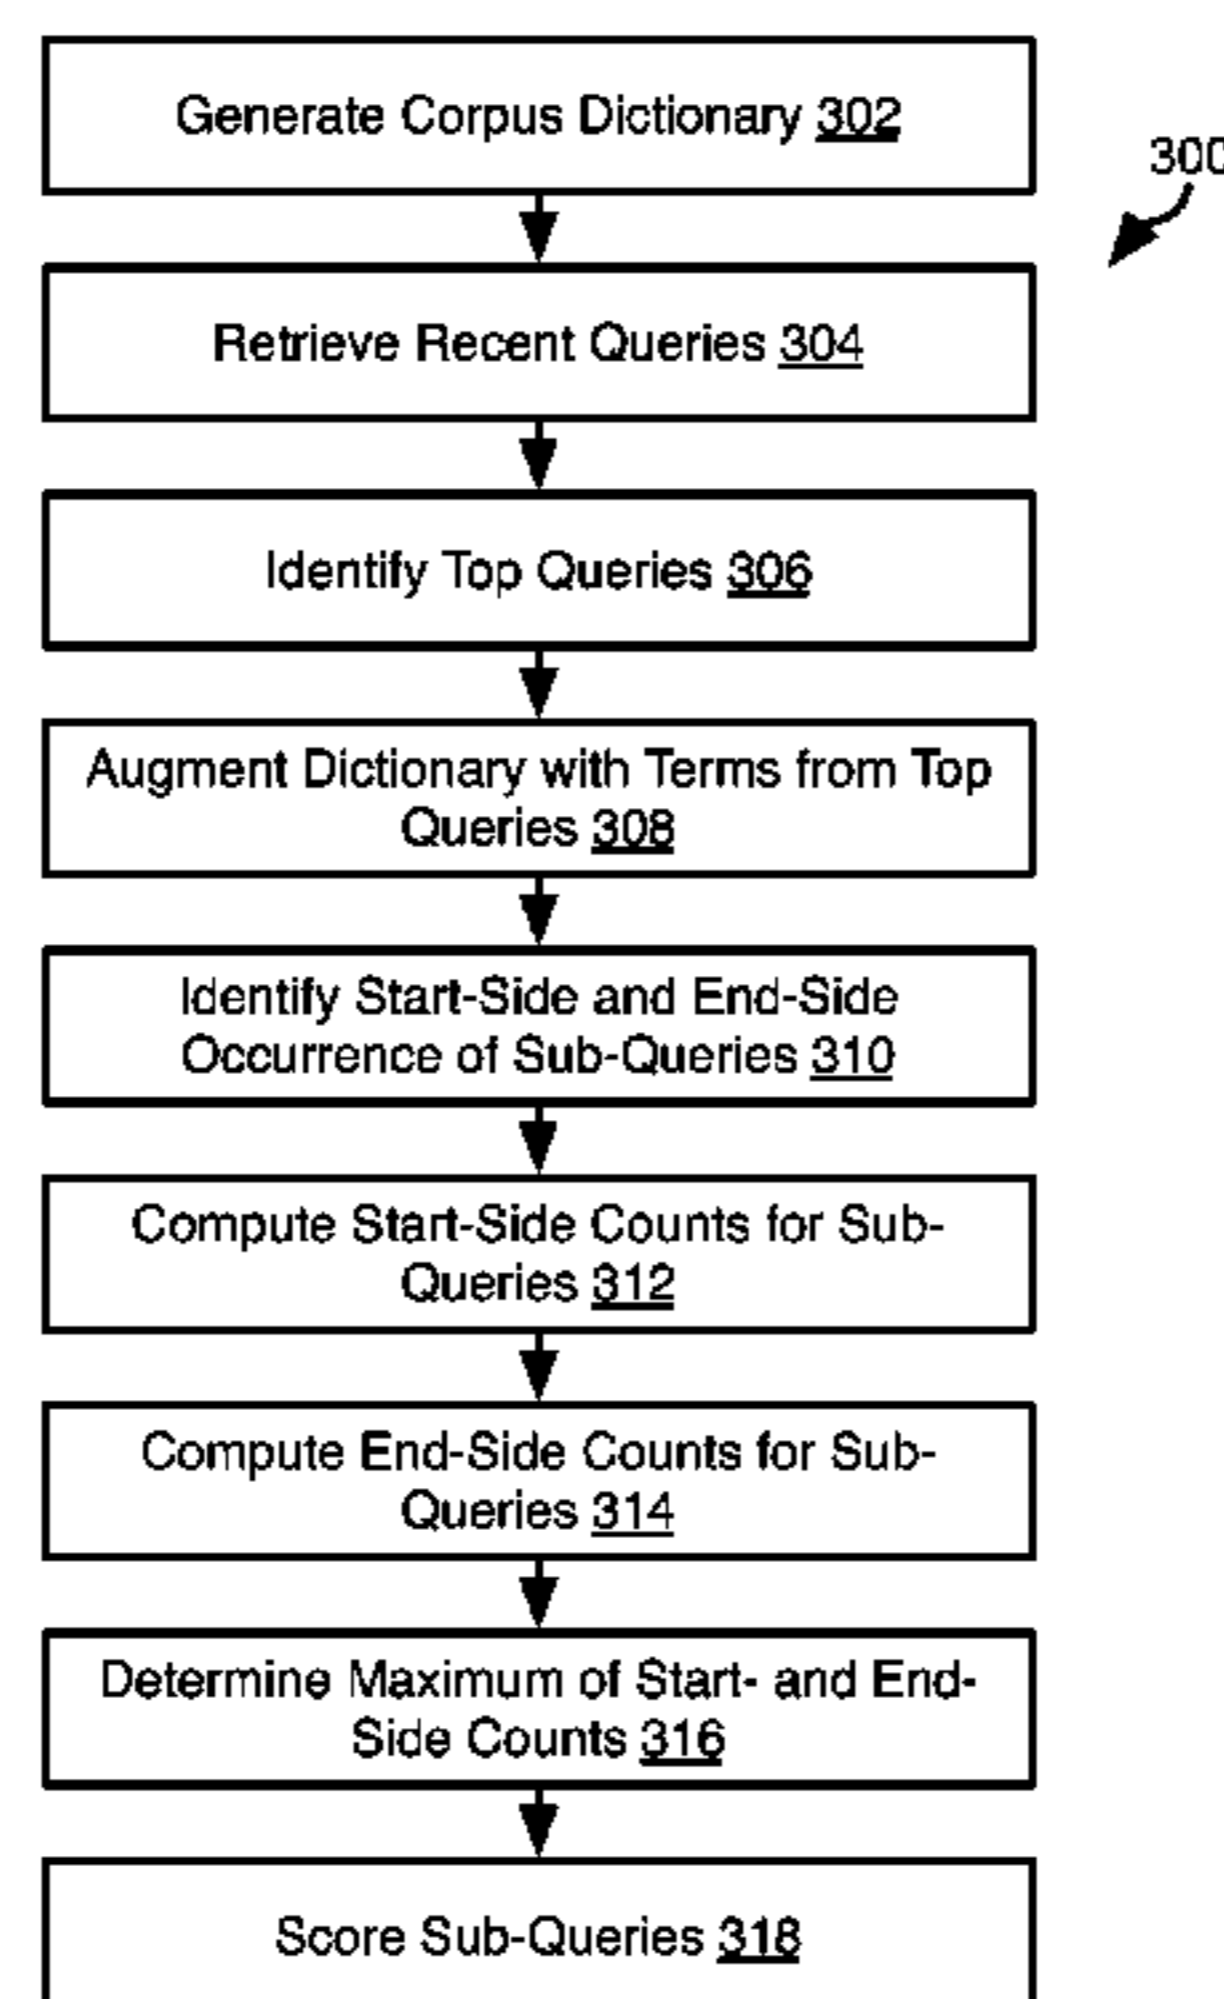 Generate Corpus Dictionary 302
300
Retrieve Recent Queries 304
Identify Top Queries 306
Augment Dictionary with Terms from Top
Queries 308
Identify Start-Side and End-Side
Occurrence of Sub-Queries 310
Compute Start-Side Counts for Sub-
Queries 312
Compute End-Side Counts for Sub-
Queries 314
Determine Maximum of Start- and End-
Side Counts 316
Score Sub-Queries 318